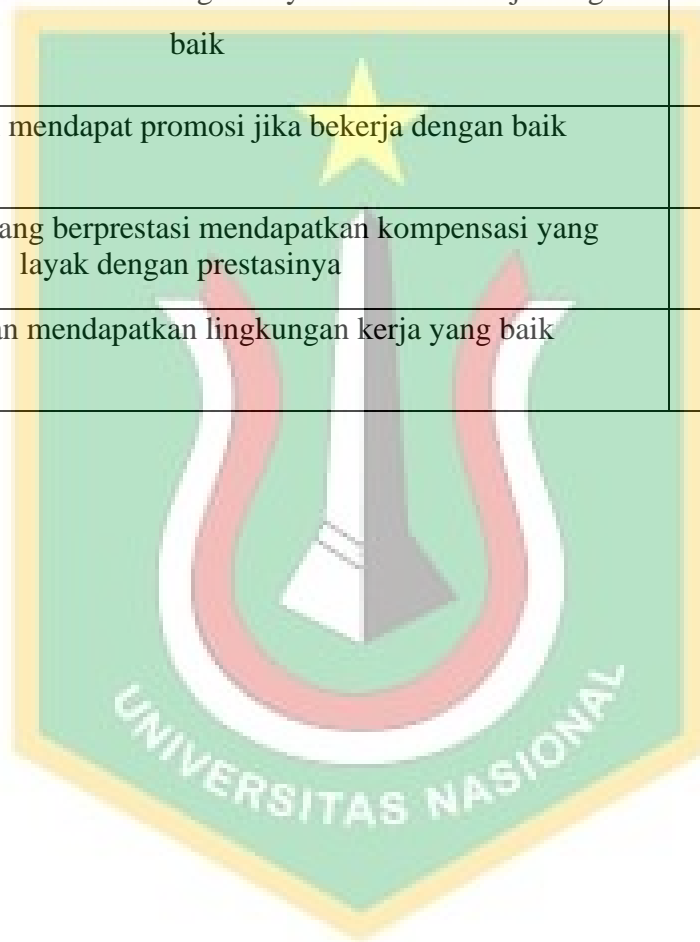 baik
mendapat promosi jika bekerja dengan baik
berprestasi mendapatkan kompensasi yang
layak dengan prestasinya
mendapatkan lingkungan kerja yang baik
UNIVERSITAS NASIONAL